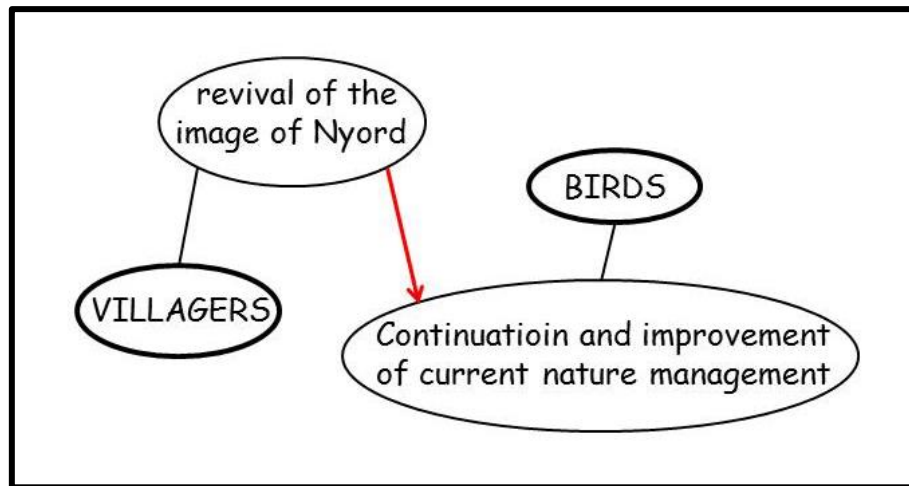 revival of the
image of Nyord
BIRDS
VILLAGERS
Continuatioin and improvement
of current nature management